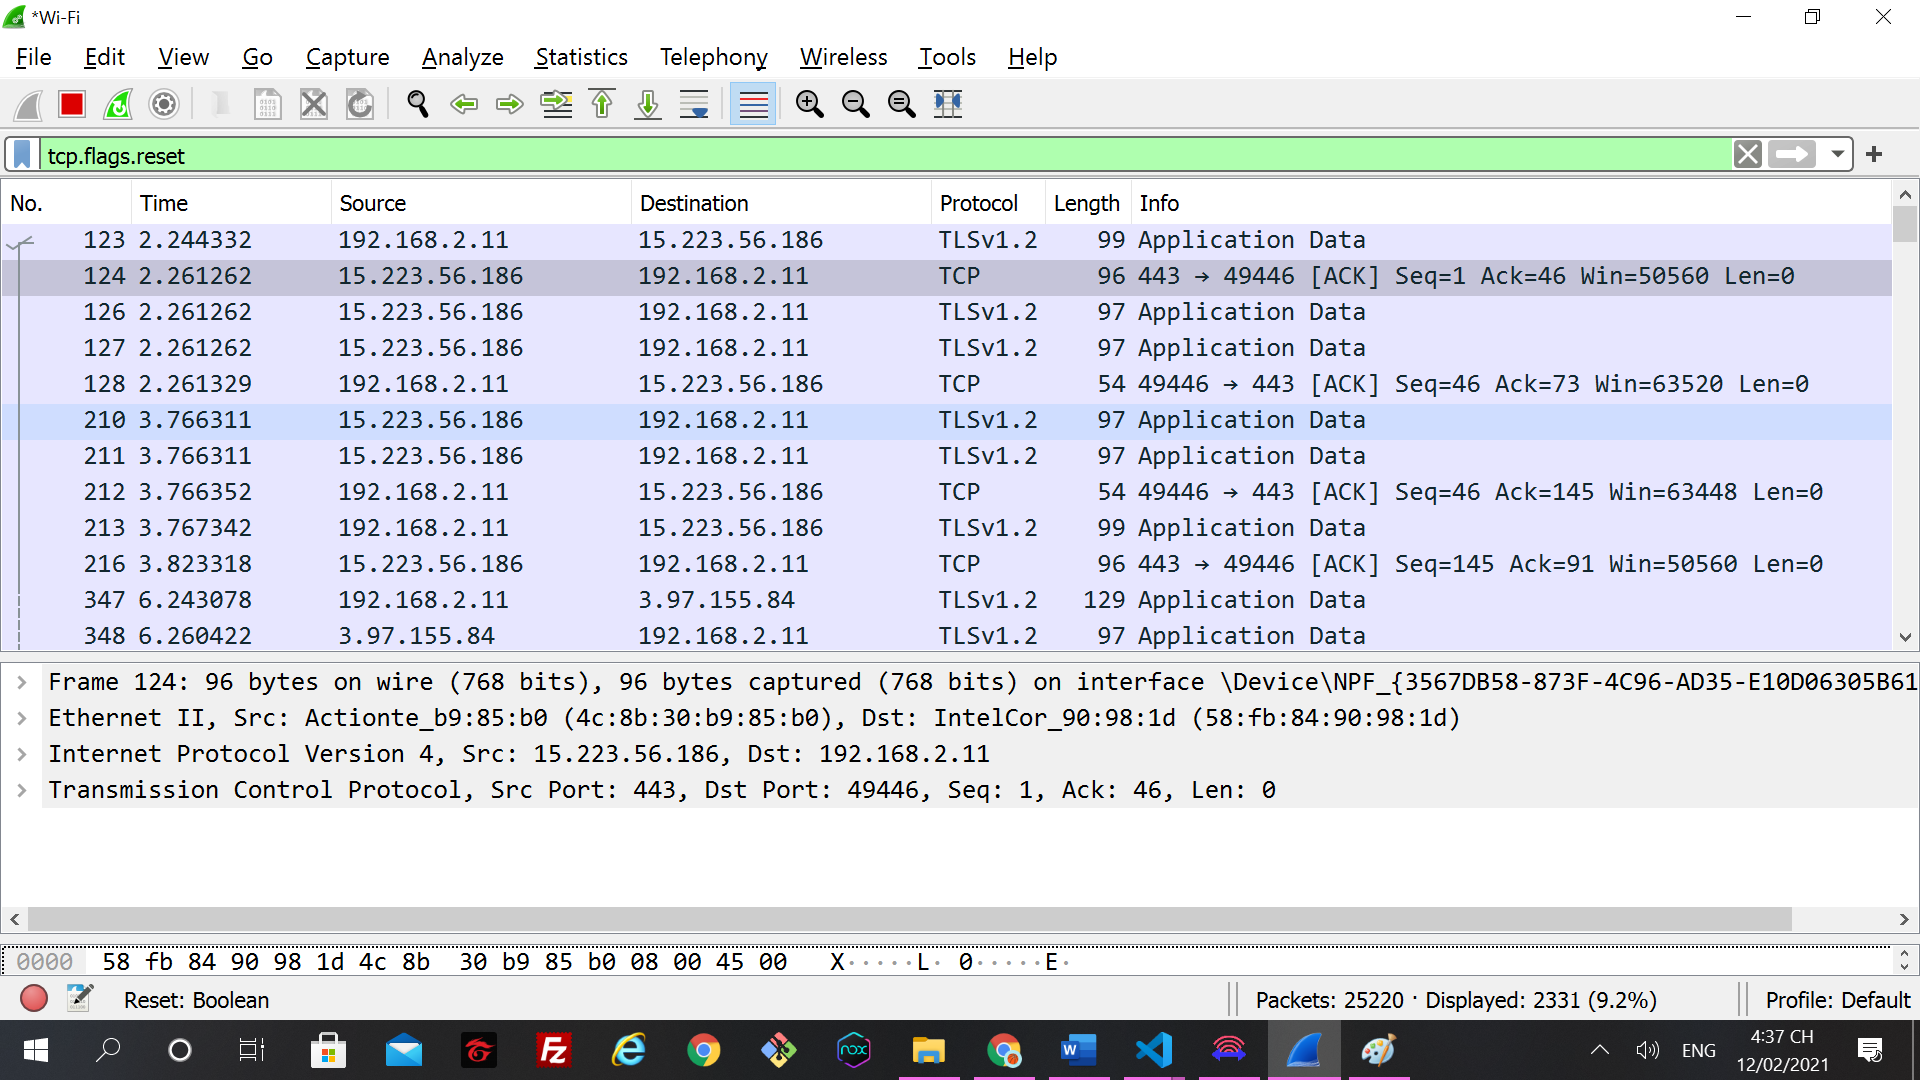 *Wi-Fi
File Edit View Go Capture Analyze Statistics Telephony Wireless Tools Help
tcp.flags.reset
No. Time Source Destination Protocol Length Info
123 2.244332 192.168.2.11 15.223.56.186 TLSv1.2 99 Application Data
124 2.261262 15.223.56.186 192.168.2.11 TCP 96 443 → 49446 [ACK] Seq=1 Ack=46 Win=50560 Len=0
126 2.261262 15.223.56.186 192.168.2.11 TLSv1.2 97 Application Data
127 2.261262 15.223.56.186 192.168.2.11 TLSv1.2 97 Application Data
128 2.261329 192.168.2.11 15.223.56.186 TCP 54 49446 → 443 [ACK] Seq=46 Ack=73 Win=63520 Len=0
210 3.766311 15.223.56.186 192.168.2.11 TLSv1.2 97 Application Data
211 3.766311 15.223.56.186 192.168.2.11 TLSv1.2 97 Application Data
212 3.766352 192.168.2.11 15.223.56.186 TCP 54 49446 → 443 [ACK] Seq=46 Ack=145 Win=63448 Len=0
213 3.767342 192.168.2.11 15.223.56.186 TLSv1.2 99 Application Data
216 3.823318 15.223.56.186 192.168.2.11 TCP 96 443 → 49446 [ACK] Seq=145 Ack=91 Win=50560 Len=0
347 6.243078 192.168.2.11 3.97.155.84 TLSv1.2 129 Application Data
348 6.260422 3.97.155.84 192.168.2.11 TLSv1.2 97 Application Data
Frame 124: 96 bytes on wire (768 bits), 96 bytes captured (768 bits) on interface \Device\NPF_{3567DB58-873F-4C96-AD35-E10D06305B61
Ethernet II, Src: Actionte_b9:85:b0 (4c:8b:30:b9:85:b0), Dst: IntelCor_90:98:1d (58:fb:84:90:98:1d)
Internet Protocol Version 4, Src: 15.223.56.186, Dst: 192.168.2.11
Transmission Control Protocol, Src Port: 443, Dst Port: 49446, Seq: 1, Ack: 46, Len: 0
0000 58 fb 84 90 98 1d 4c 8b 30 b9 85 b0 08 00 45 00 X·····L· 0·····E·
Reset: Boolean Packets: 25220 · Displayed: 2331 (9.2%) Profile: Default
nox
ENG
4:37 CH
12/02/2021